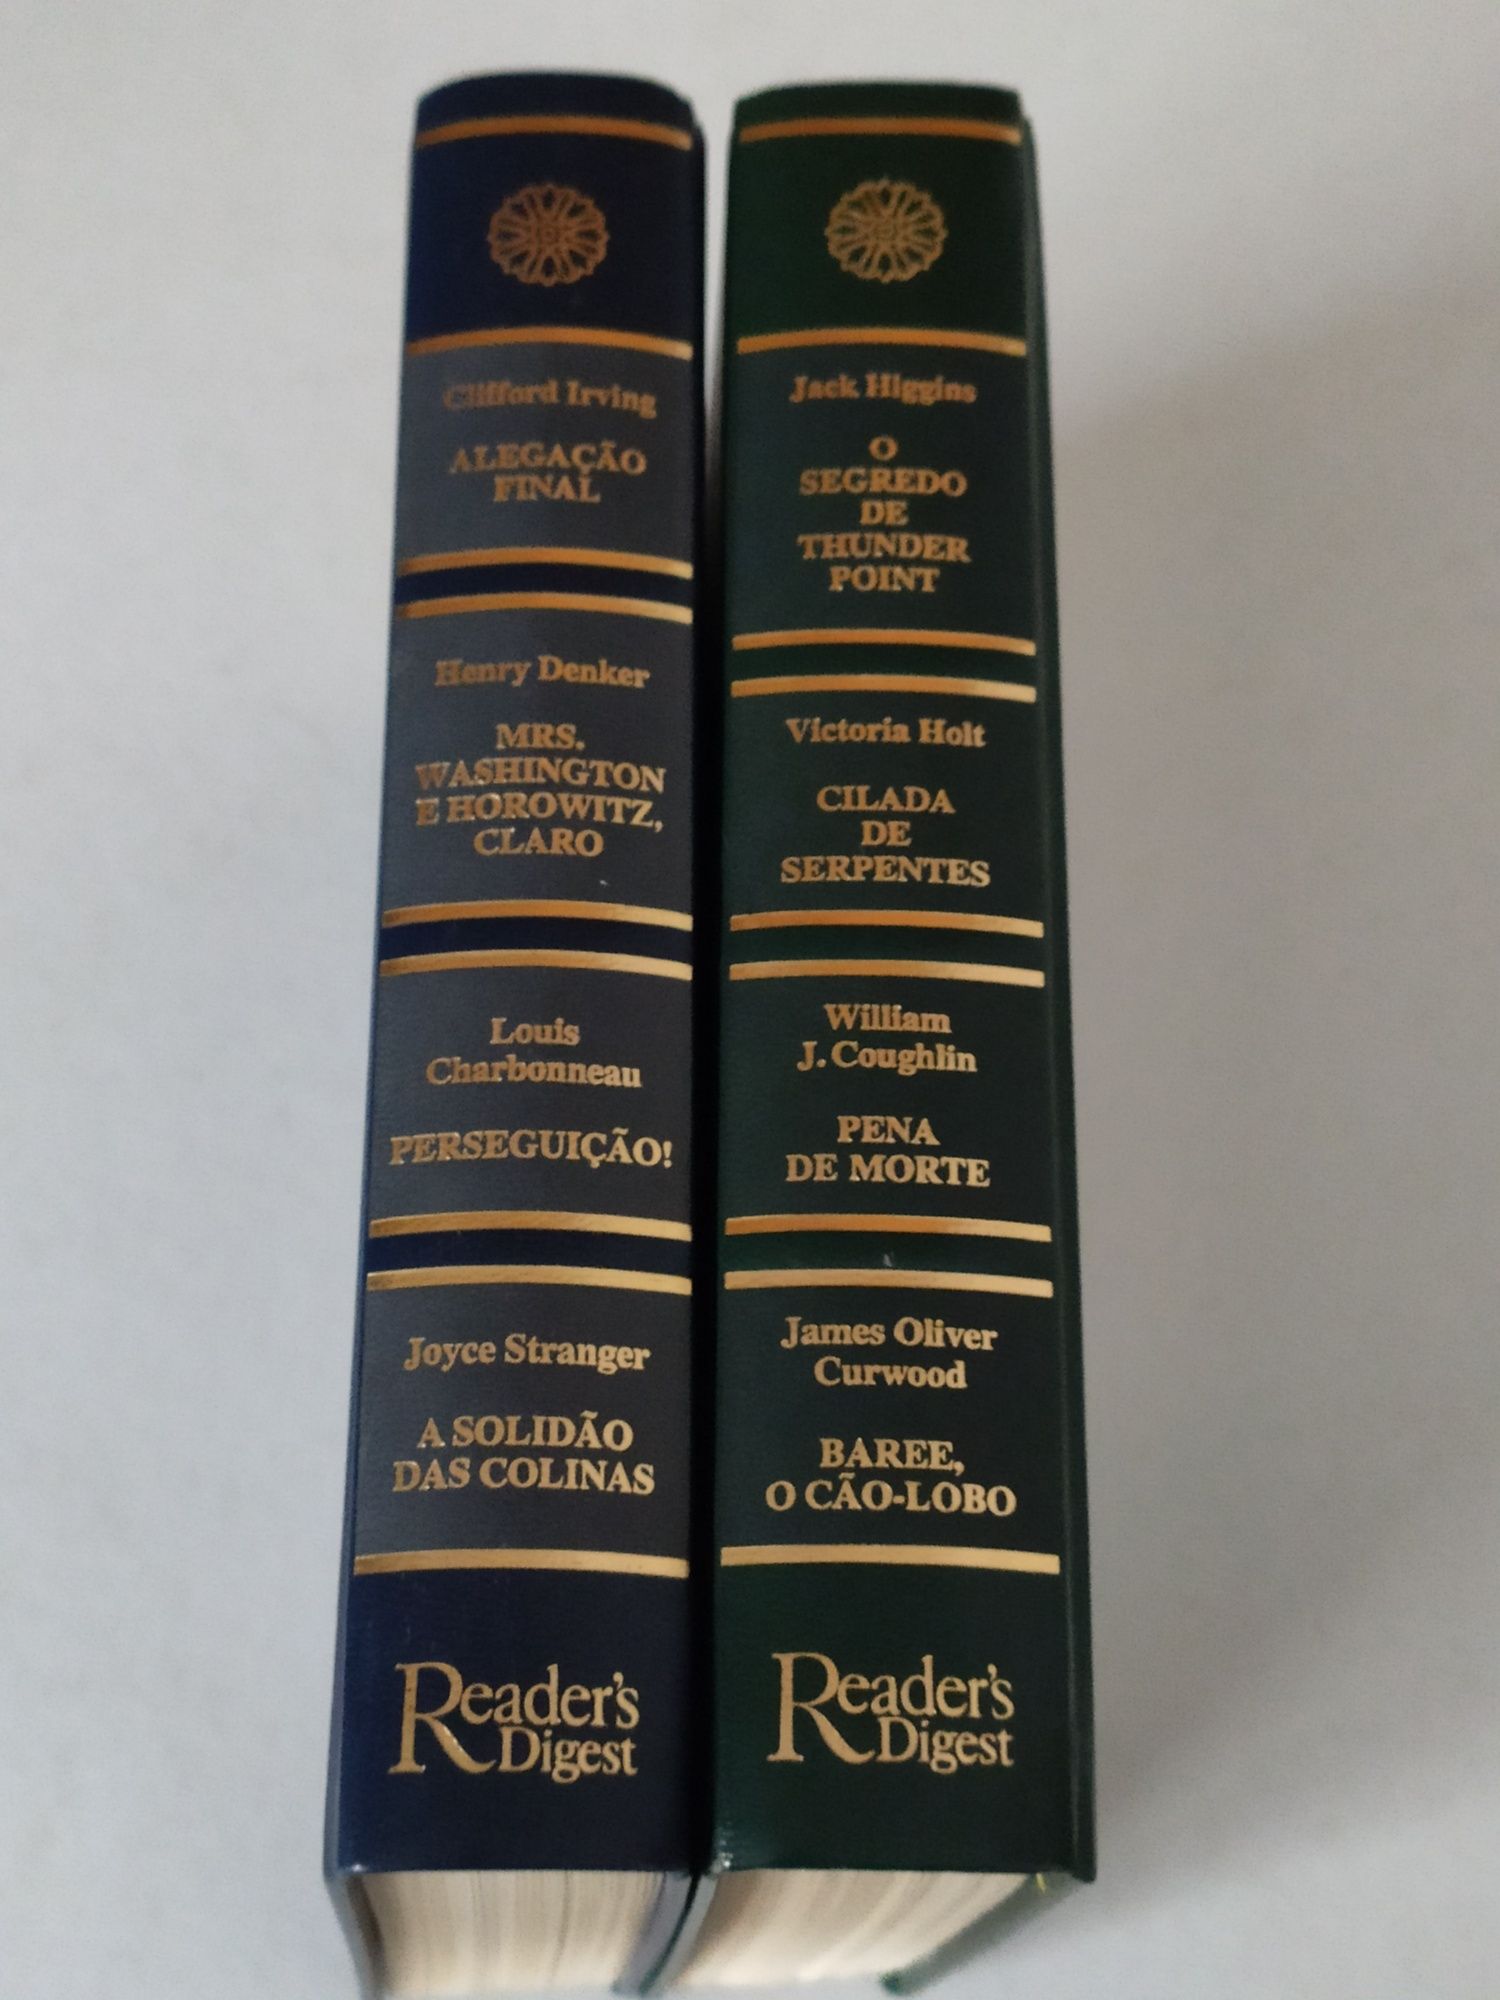 Clifford Irving
ALEGAÇÃO
FINAL
Henry Denker
MRS.
WASHINGTON
E HOROWITZ,
CLARO
Louis
Charbonneau
PERSEGUIÇÃO!
Joyce Stranger
A SOLIDÃO
DAS COLINAS
Reader's
Digest
Jack Higgins
O
SEGREDO
DE
THUNDER
POINT
Victoria Holt
CILADA
DE
SERPENTES
William
J. Coughlin
PENA
DE MORTE
James Oliver
Curwood
BAREE,
O CÃO-LOBO
Reader's
Digest